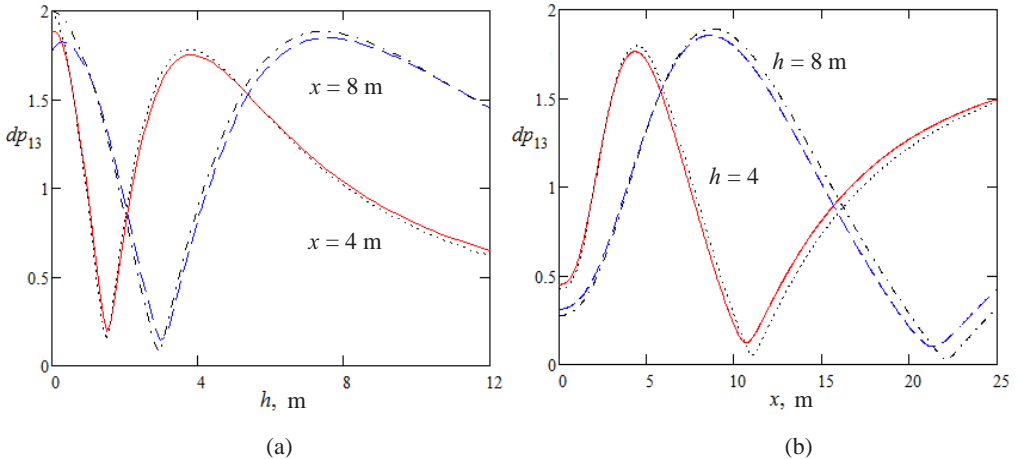 2
1.5
dp13
1
0.5
0
x = 8 m
x = 4 m
0 4 8 12
h, m
(a)
2
1.5
dp13
1
0.5
0
h = 8 m
h = 4
0 5 10 15 20 25
x, m
(b)